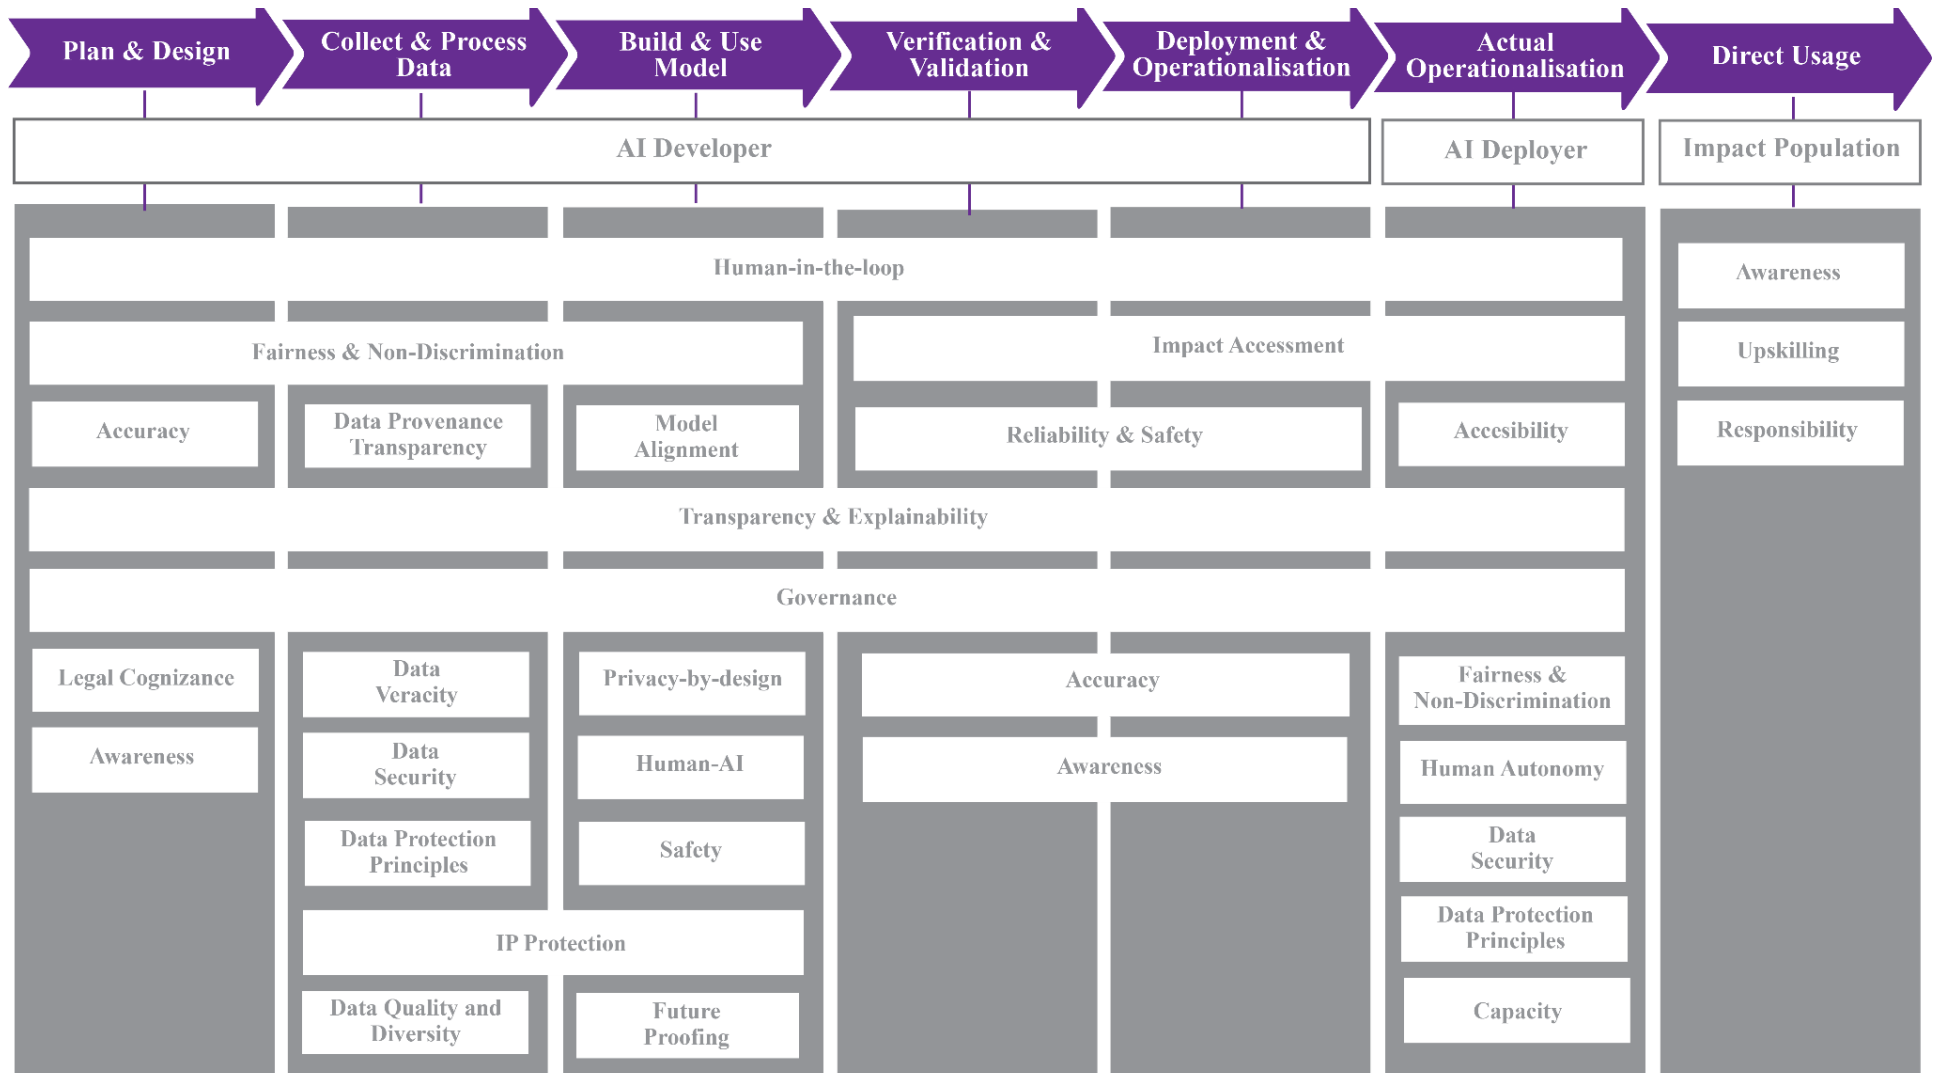 Plan & Design
Collect & Process
Data
Build & Use
Model
Verification &
Validation
Deployment &
Operationalisation
Actual
Operationalisation
Direct Usage
AI Developer
AI Deployer
Impact Population
Human-in-the-loop
Awareness
Fairness & Non-Discrimination
Impact Accessment
Upskilling
Accuracy
Data Provenance
Transparency
Model
Alignment
Reliability & Safety
Accesibility
Responsibility
Transparency & Explainability
Governance
Legal Cognizance
Data
Veracity
Privacy-by-design
Accuracy
Fairness &
Non-Discrimination
Awareness
Data
Security
Human-AI
Awareness
Human Autonomy
Data Protection
Principles
Safety
Data
Security
IP Protection
Data Protection
Principles
Data Quality and
Diversity
Future
Proofing
Capacity